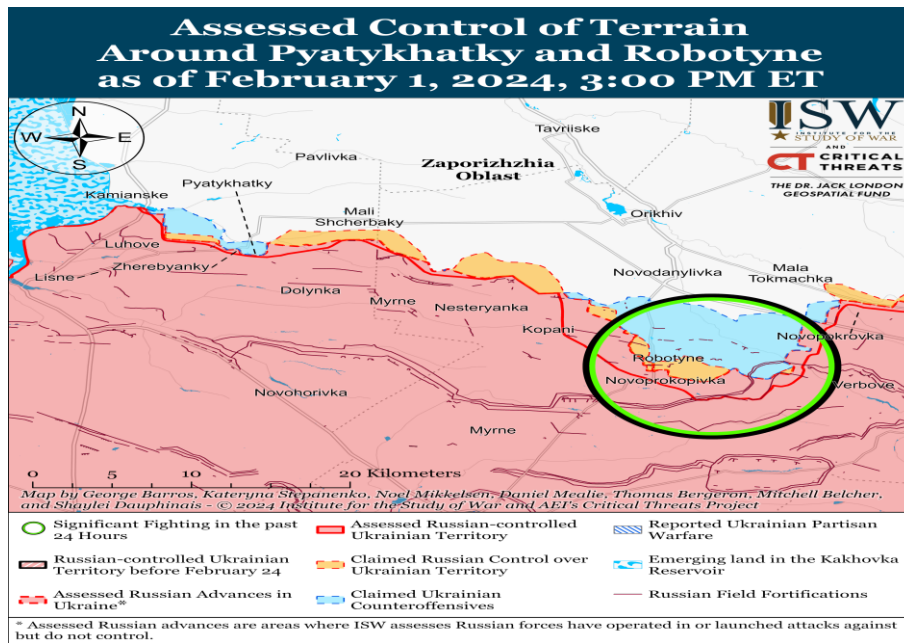 Assessed Control of Terrain
Around Pyatykhatky and Robotyne
as of February 1, 2024, 3:00 PM ET
N
W
E
S
ISW
INSTITUTE FOR THE
STUDY OF WAR
AND
CT CRITICAL
THREATS
THE DR. JACK LONDON
GEOSPATIAL FUND
Tavriiske
Pavlivka
Zaporizhzhia
Oblast
Pyatykhatky
Kamianske
Mali
Shcherbaky
Orikhiv
Luhove
Zherebyanky
Lisne
Novodanylivka
Mala
Tokmachka
Dolynka
Myrne
Nesteryanka
Kopani
Novopokrovka
Robotyne
Novoprokopivka
Verbove
Novohorivka
Myrne
0 5 10 20 Kilometers
Map by George Barros, Kateryna Stepanenko, Noel Mikkelsen, Daniel Mealie, Thomas Bergeron, Mitchell Belcher,
and Shaylei Dauphinais - © 2024 Institute for the Study of War and AEI's Critical Threats Project
Significant Fighting in the past
24 Hours
Russian-controlled Ukrainian
Territory before February 24
Assessed Russian Advances in
Ukraine*
Assessed Russian-controlled
Ukrainian Territory
Claimed Russian Control over
Ukrainian Territory
Claimed Ukrainian
Counteroffensives
Reported Ukrainian Partisan
Warfare
Emerging land in the Kakhovka
Reservoir
Russian Field Fortifications
* Assessed Russian advances are areas where ISW assesses Russian forces have operated in or launched attacks against
but do not control.